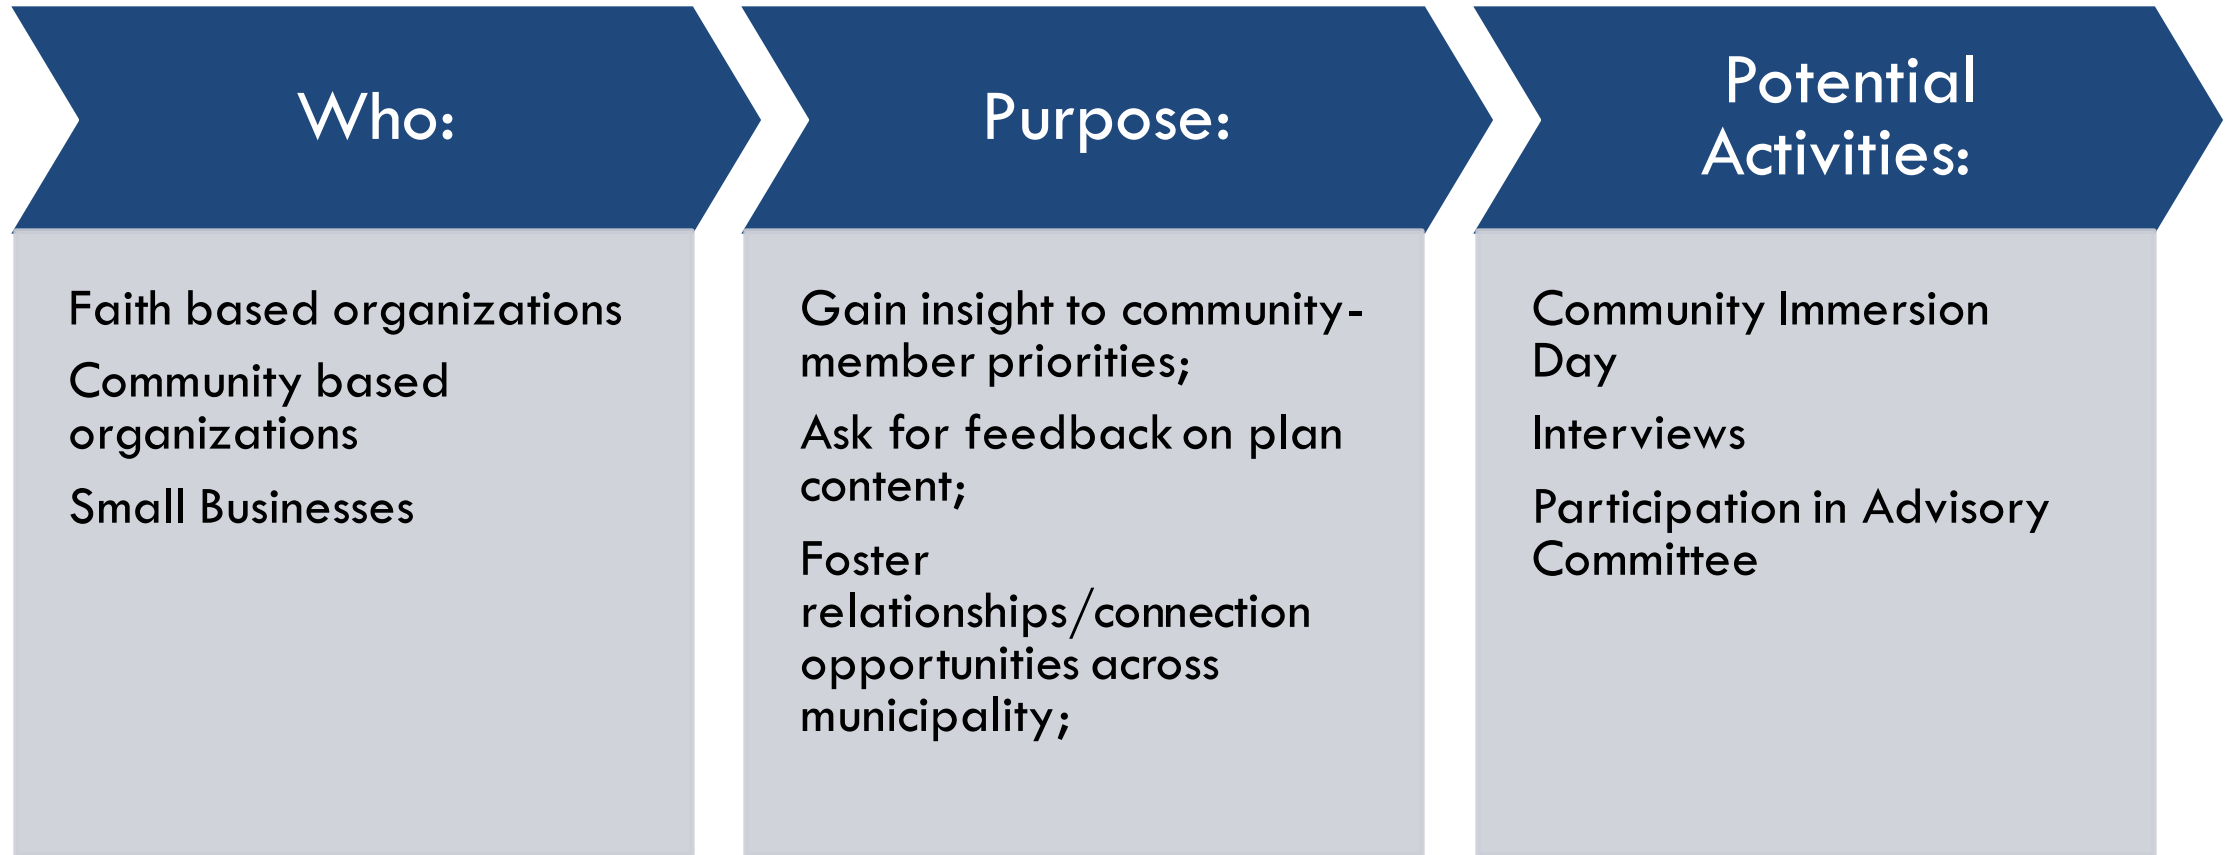 Who:
Faith based organizations
Community based
organizations
Small Businesses
Purpose:
Gain insight to community-
member priorities;
Ask for feedback on plan
content;
Foster
relationships/connection
opportunities across
municipality;
Potential
Activities:
Community Immersion
Day
Interviews
Participation in Advisory
Committee